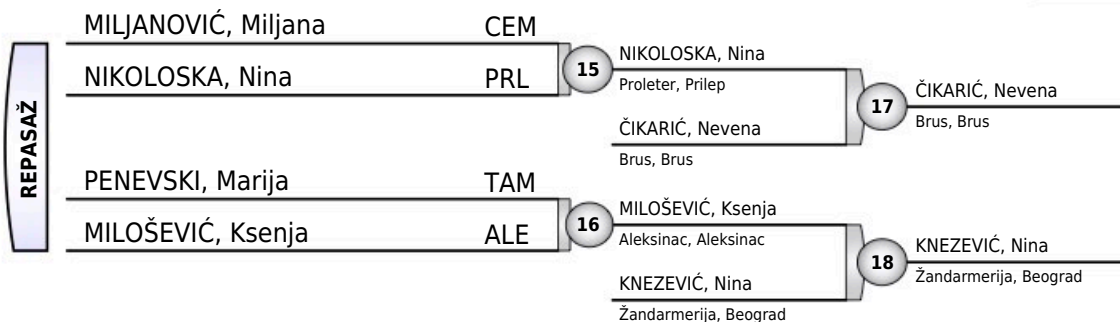 REPASAŽ
MILJANOVIĆ, Miljana CEM
NIKOLOSKA, Nina PRL
15
NIKOLOSKA, Nina
Proleter, Prilep
ČIKARIĆ, Nevena
Brus, Brus
17
ČIKARIĆ, Nevena
Brus, Brus
PENEVSKI, Marija TAM
MILOŠEVIĆ, Ksenja ALE
16
MILOŠEVIĆ, Ksenja
Aleksinac, Aleksinac
KNEZEVIĆ, Nina
Žandarmerija, Beograd
18
KNEZEVIĆ, Nina
Žandarmerija, Beograd